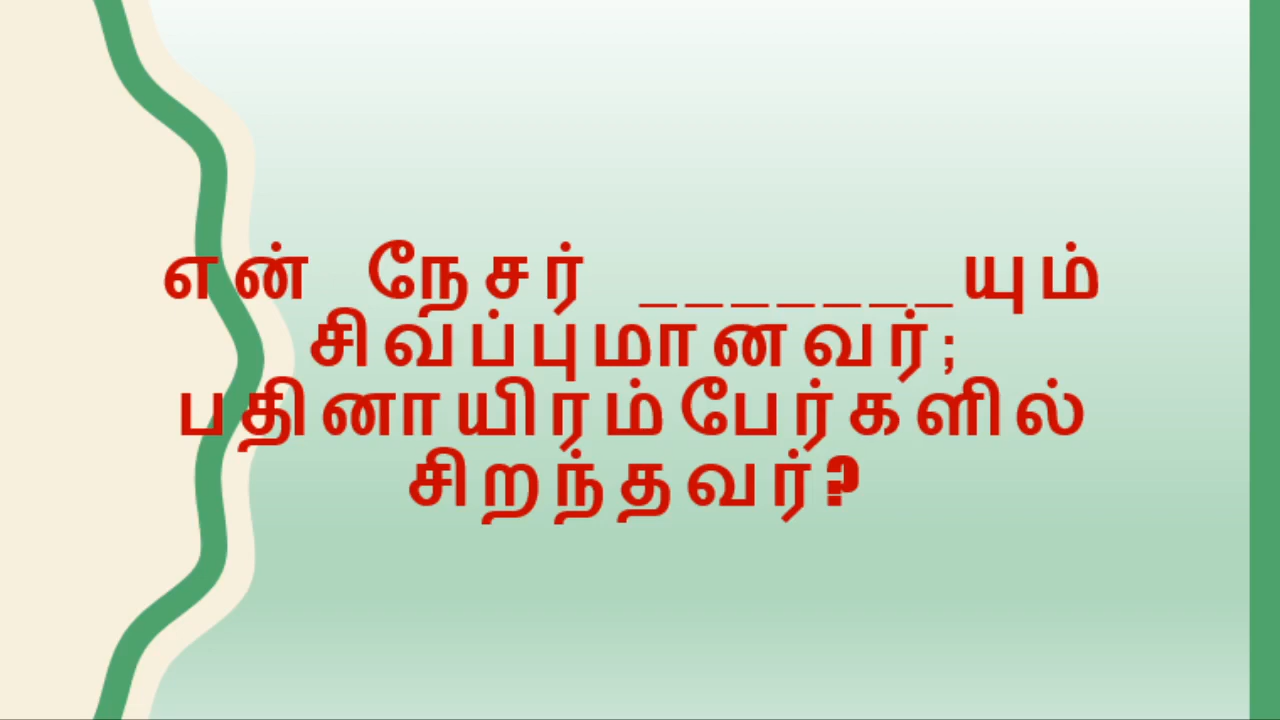 என் நேசர் _______யும்
சிவப்புமானவர்;
பதினாயிரம்பேர்களில்
சிறந்தவர்?